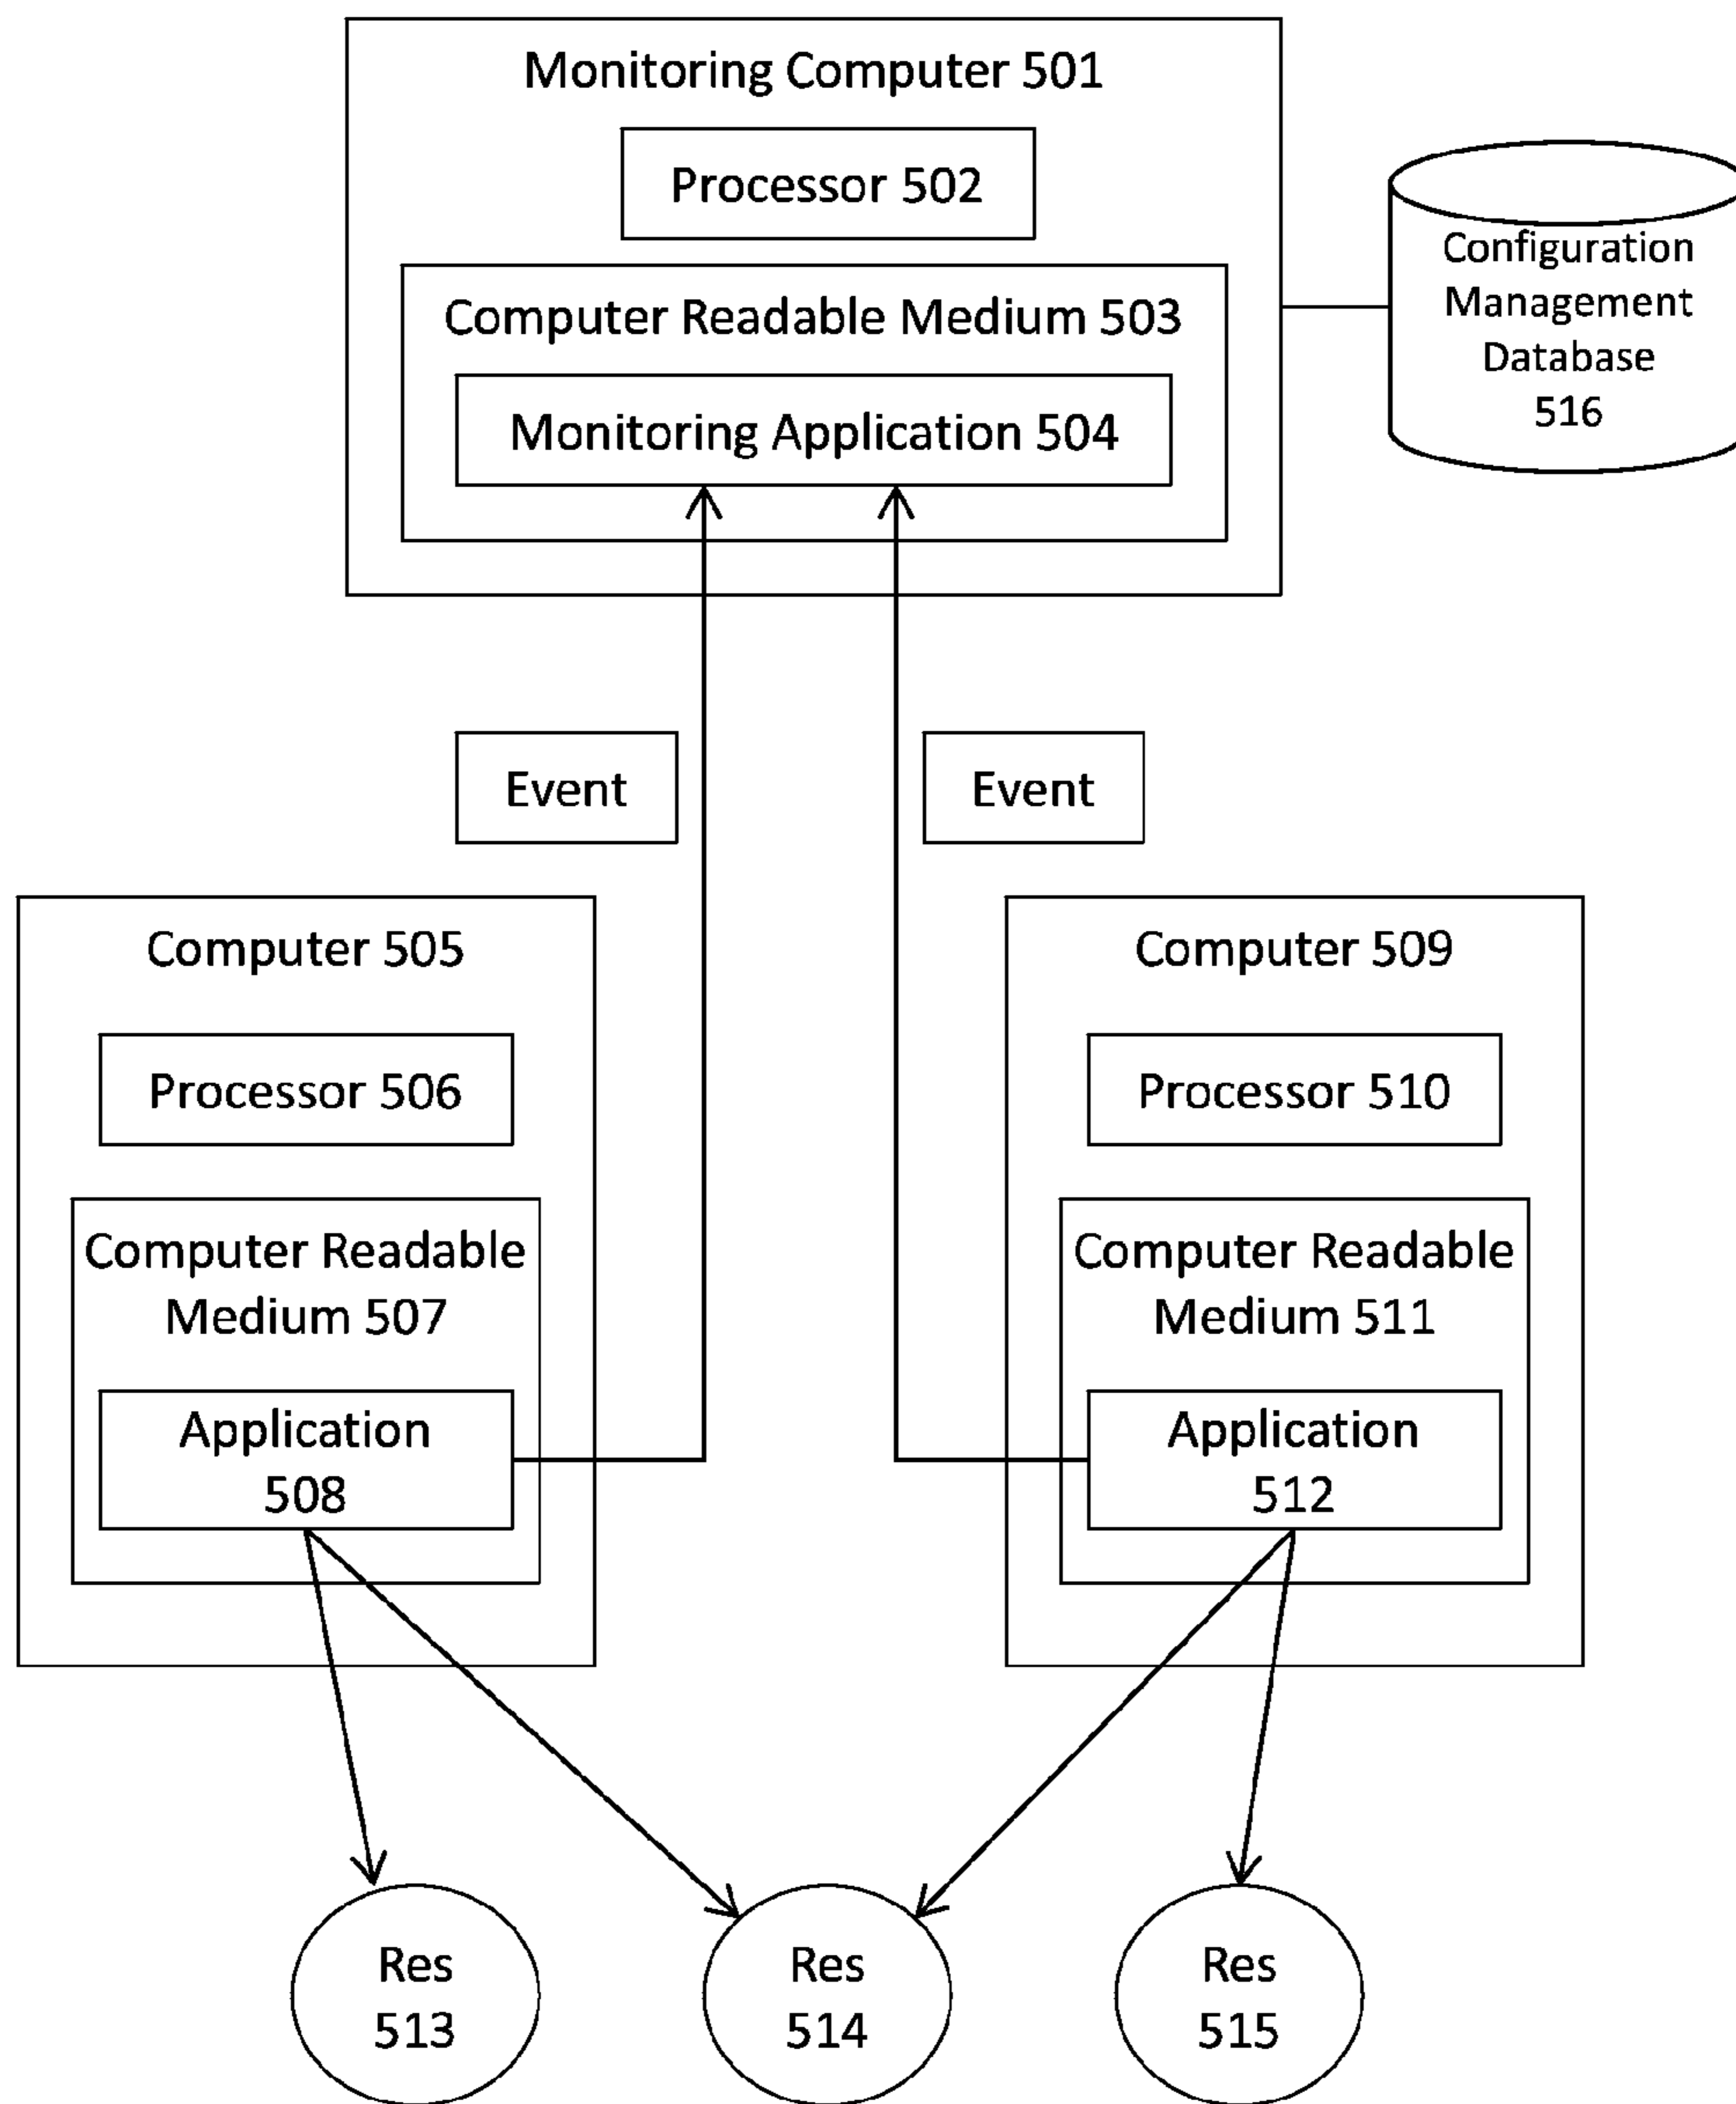 Monitoring Computer 501
Processor 502
Computer Readable Medium 503
Monitoring Application 504
Configuration
Management
Database
516
Event
Event
Computer 505
Processor 506
Computer Readable
Medium 507
Application
508
Computer 509
Processor 510
Computer Readable
Medium 511
Application
512
Res
513
Res
514
Res
515